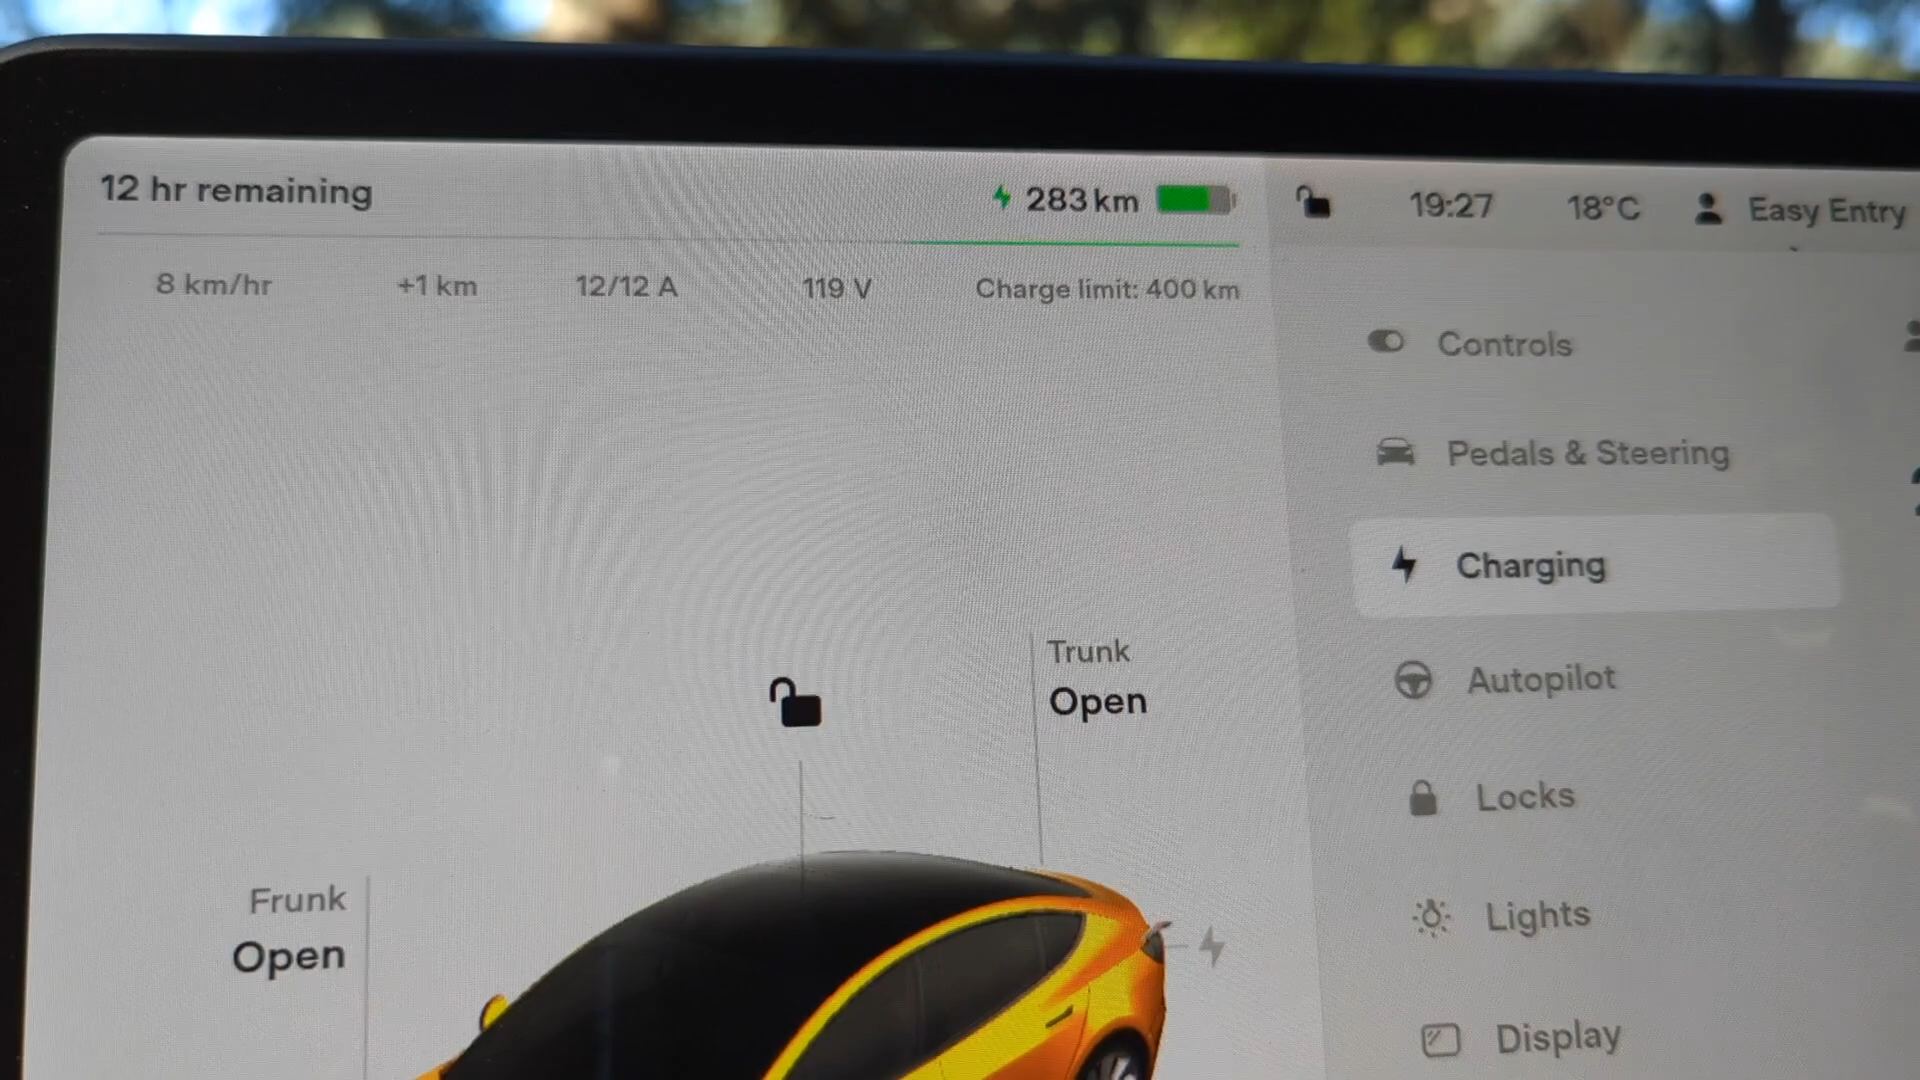 12 hr remaining
283 km
19:27
18°C
Easy Entry
8 km/hr
+1 km
12/12 A
119 V
Charge limit: 400 km
Controls
Pedals & Steering
Charging
Autopilot
Locks
Lights
Display
Trunk
Open
Frunk
Open